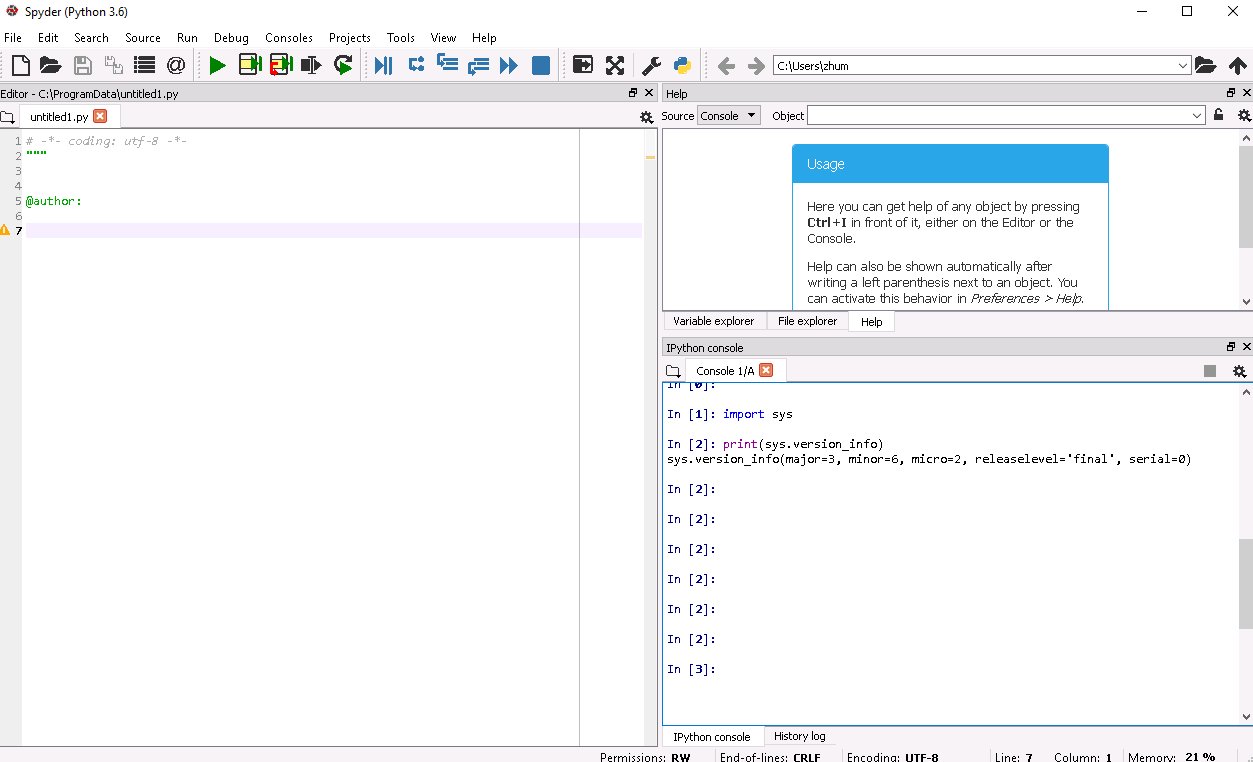 Spyder (Python 3.6)
File Edit Search Source Run Debug Consoles Projects Tools View Help
C:\Users\zhum
Editor - C:\ProgramData\untitled1.py
untitled1.py
1 # -*- coding: utf-8 -*-
2 """
3
4
5 @author:
6
7
Help
Source Console Object
Usage
Here you can get help of any object by pressing
Ctrl+I in front of it, either on the Editor or the
Console.
Help can also be shown automatically after
writing a left parenthesis next to an object. You
can activate this behavior in Preferences > Help.
Variable explorer File explorer Help
IPython console
Console 1/A
In [0]:
In [1]: import sys
In [2]: print(sys.version_info)
sys.version_info(major=3, minor=6, micro=2, releaselevel='final', serial=0)
In [2]:
In [2]:
In [2]:
In [2]:
In [2]:
In [2]:
In [3]:
IPython console History log
Permissions: RW End-of-lines: CRLF Encoding: UTF-8 Line: 7 Column: 1 Memory: 21 %